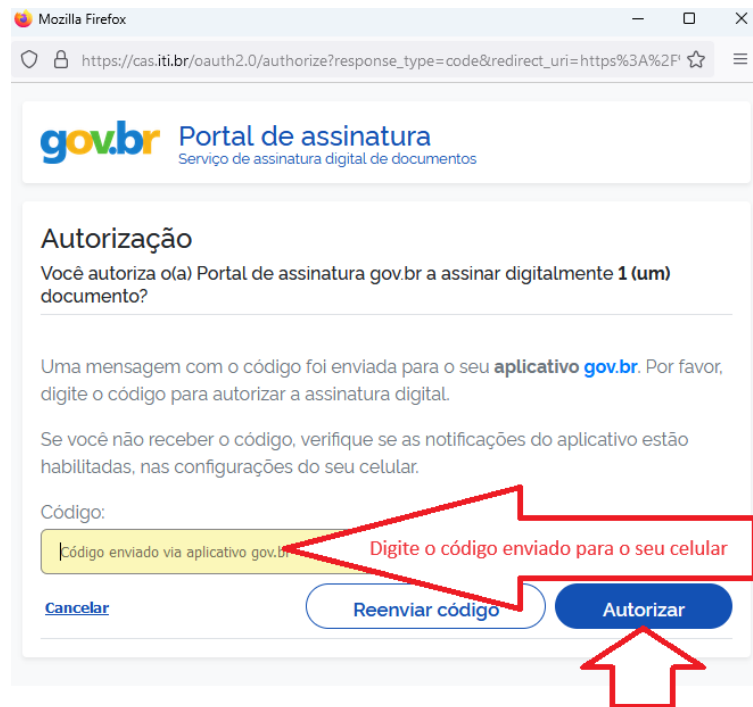 Mozilla Firefox
https://cas.iti.br/oauth2.0/authorize?response_type=code&redirect_uri=https%3A%2F
gov.br
Portal de assinatura
Serviço de assinatura digital de documentos
Autorização
Você autoriza o(a) Portal de assinatura gov.br a assinar digitalmente 1 (um)
documento?
Uma mensagem com o código foi enviada para o seu aplicativo gov.br. Por favor,
digite o código para autorizar a assinatura digital.
Se você não receber o código, verifique se as notificações do aplicativo estão
habilitadas, nas configurações do seu celular.
Código:
Código enviado via aplicativo gov.br
Digite o código enviado para o seu celular
Cancelar
Reenviar código
Autorizar